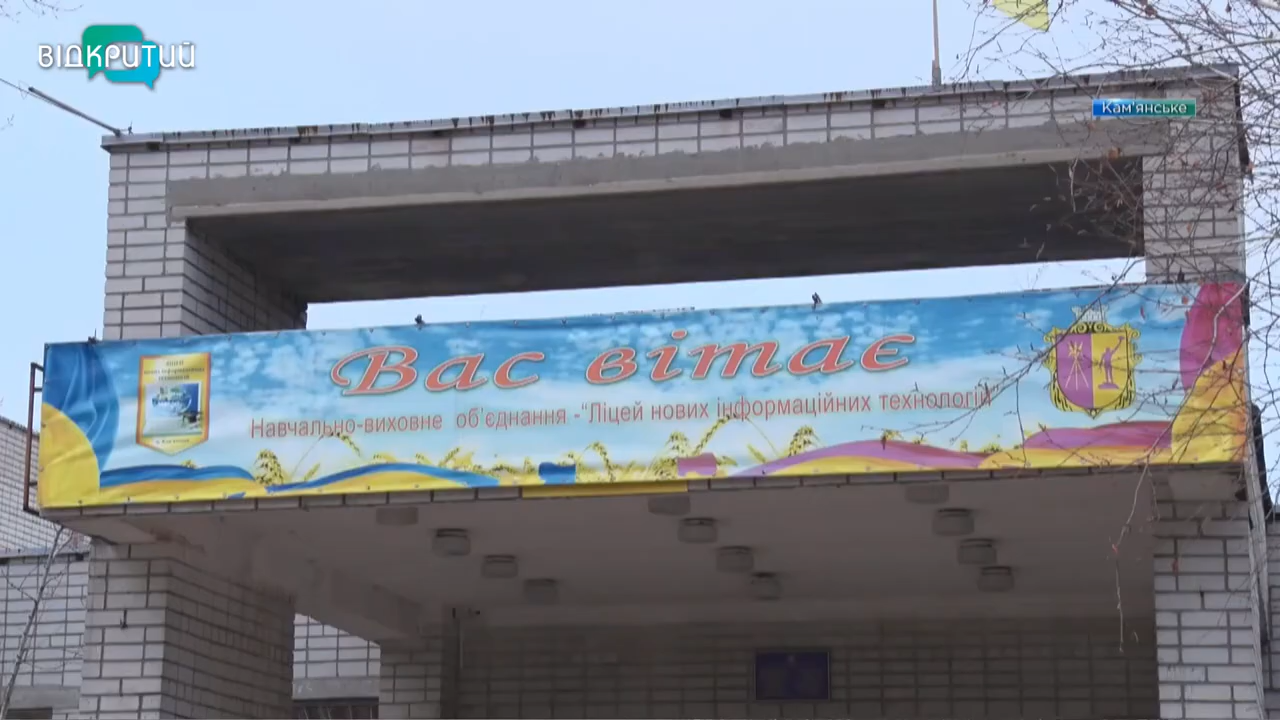 ВІДКРИТИЙ
Кам'янське
Вас вітає
Навчально-виховне об'єднання -"Ліцей нових інформаційних технологій"